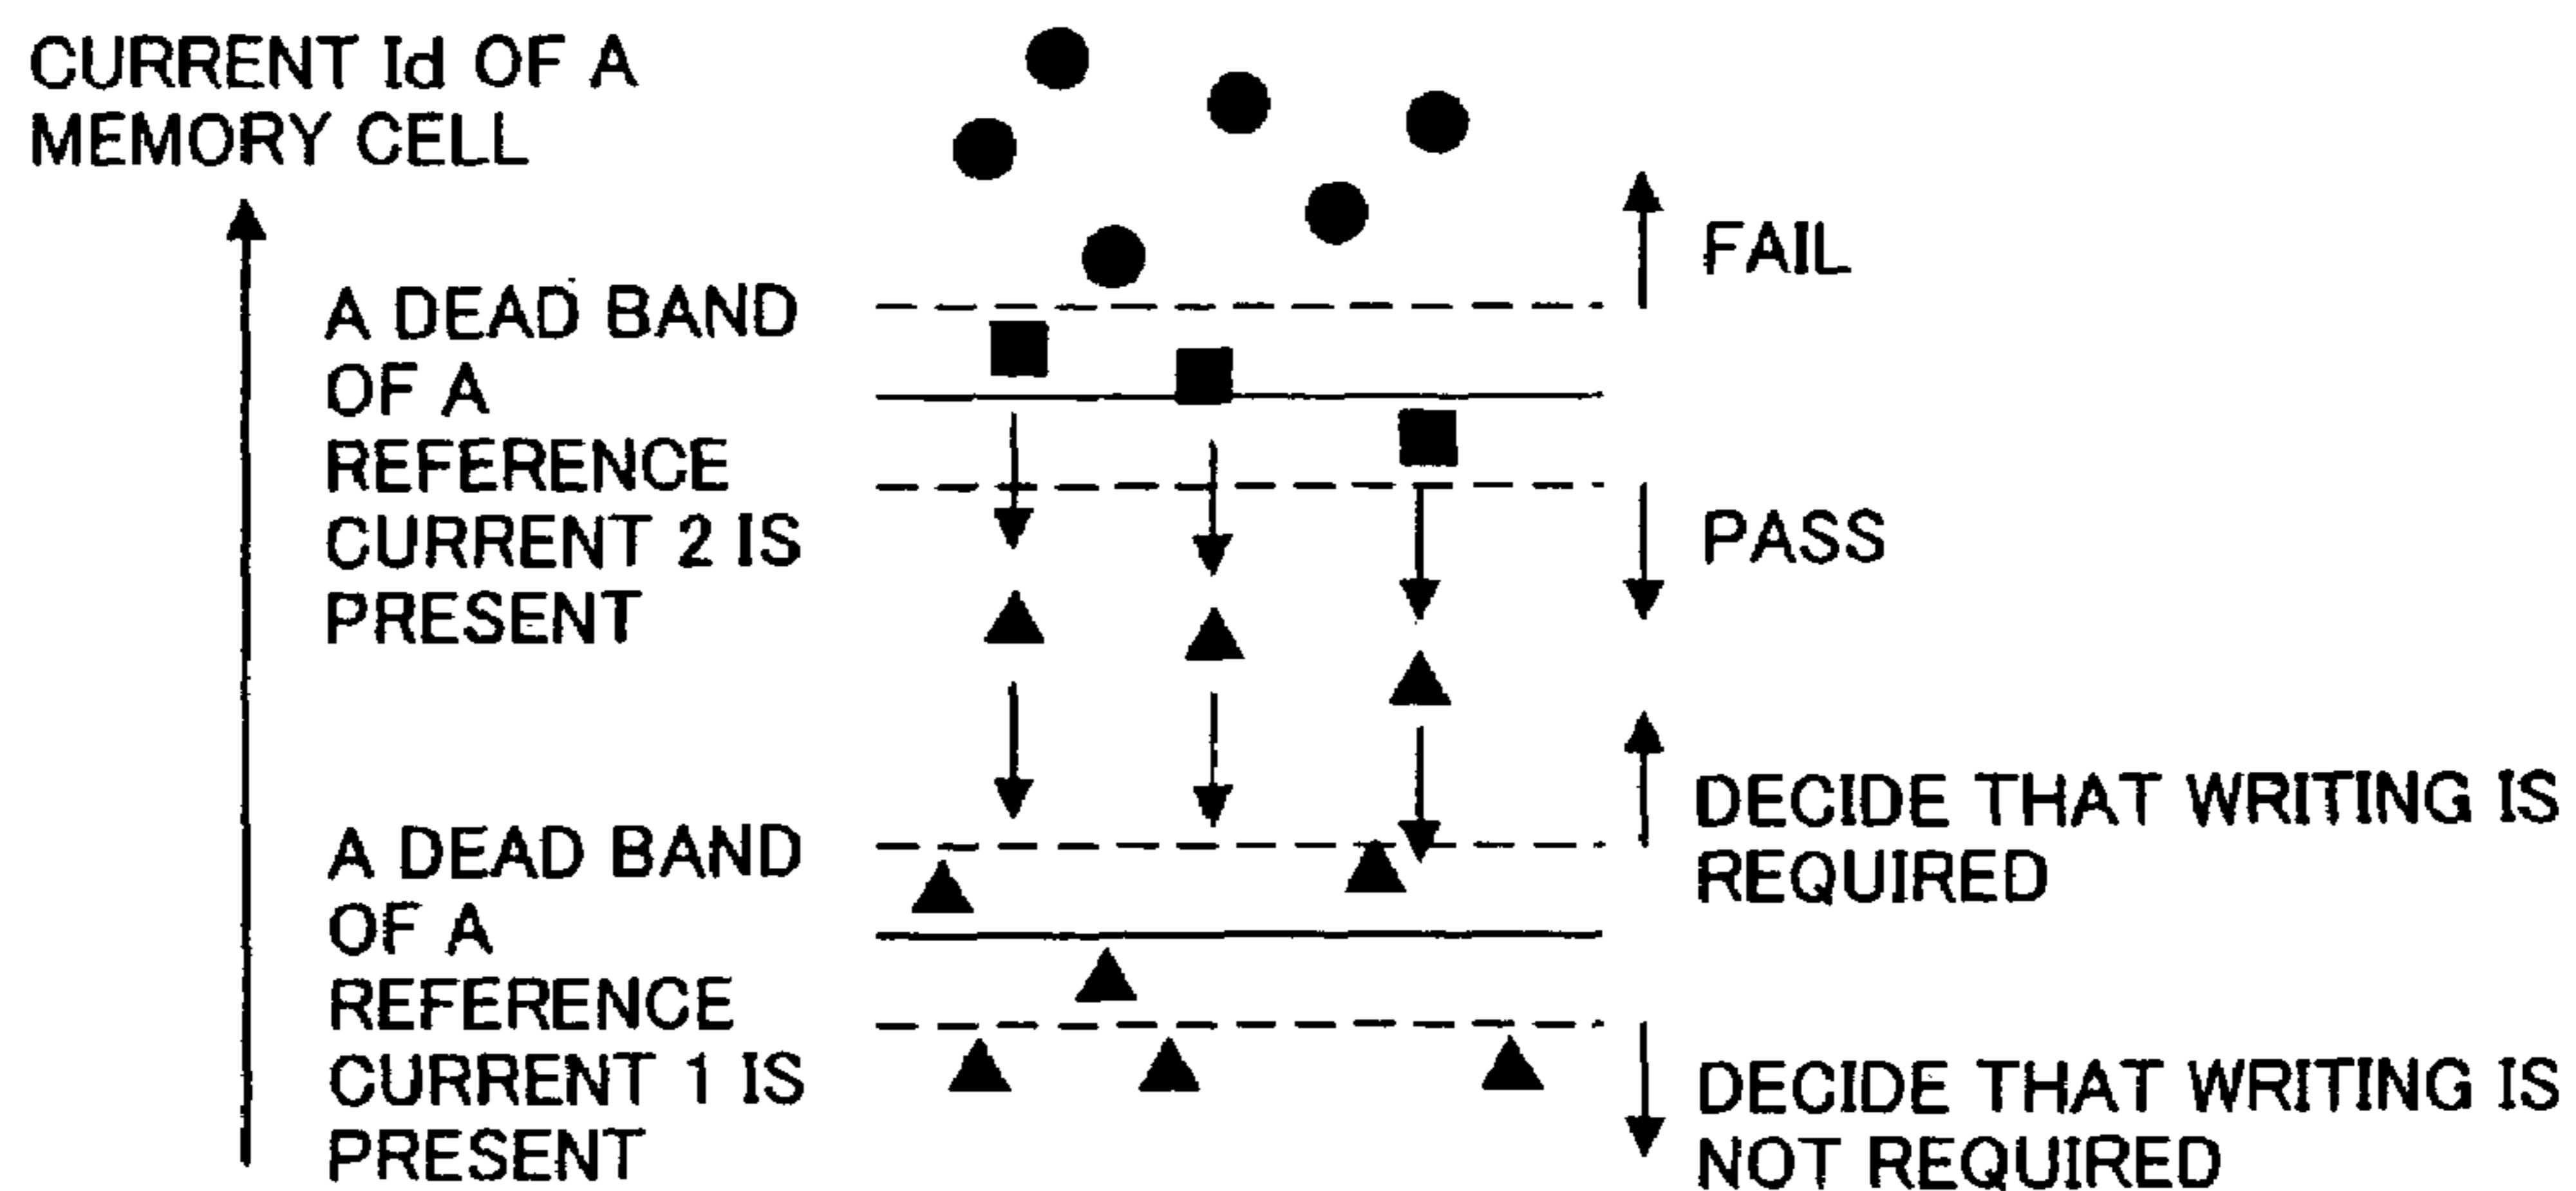 CURRENT Id OF A
MEMORY CELL
A DEAD BAND
OF A
REFERENCE
CURRENT 2 IS
PRESENT
FAIL
PASS
A DEAD BAND
OF A
REFERENCE
CURRENT 1 IS
PRESENT
DECIDE THAT WRITING IS
REQUIRED
DECIDE THAT WRITING IS
NOT REQUIRED